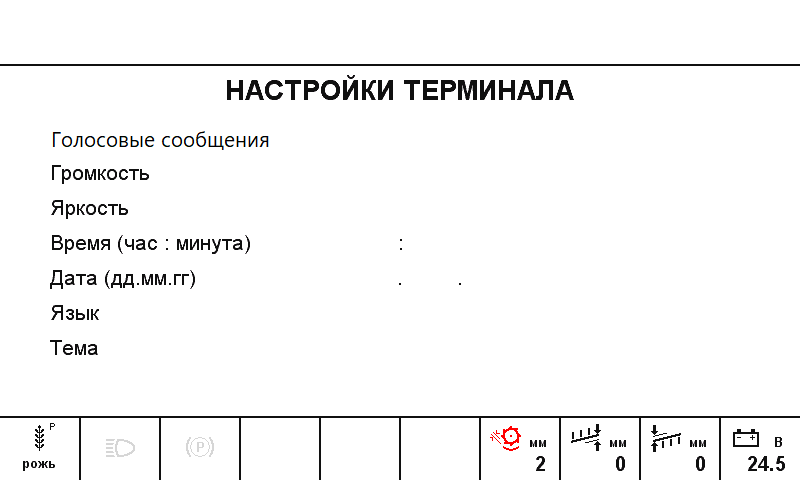 НАСТРОЙКИ ТЕРМИНАЛА
Голосовые сообщения
Громкость
Яркость
Время (час : минута) :
Дата (дд.мм.гг) . .
Язык
Тема
P
(P)
рожь
мм
2
мм
0
мм
0
В
24.5